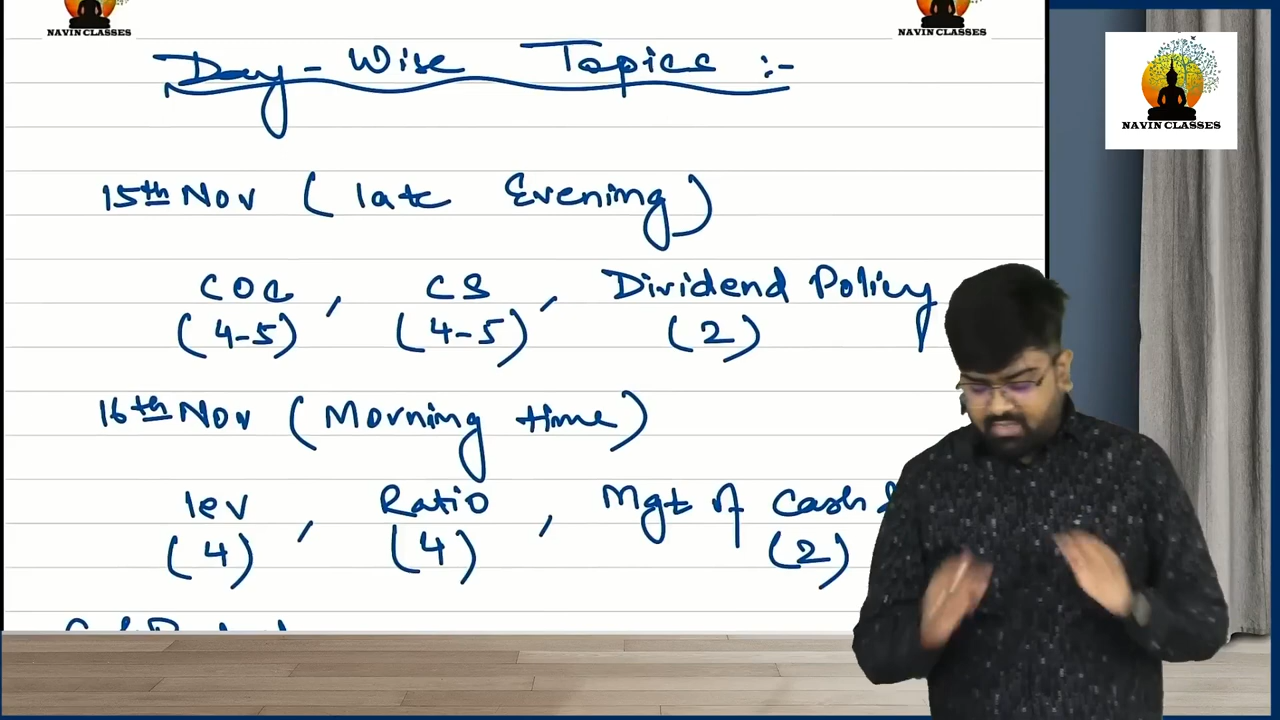 NAVIN CLASSES
NAVIN CLASSES
NAVIN CLASSES
Day - Wise Topics :-
15th Nov ( late Evening )
COC , CS , Dividend Policy
(4-5) (4-5) (2)
16th Nov ( Morning time )
lev , Ratio , Mgt of Cash &
(4) (4) (2)